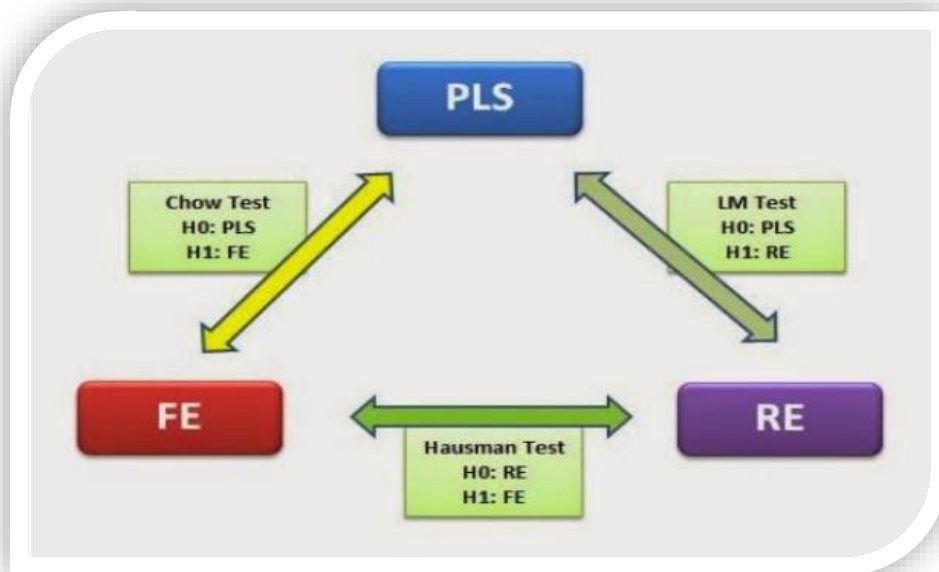 PLS
Chow Test
H0: PLS
H1: FE
LM Test
H0: PLS
H1: RE
FE
RE
Hausman Test
H0: RE
H1: FE